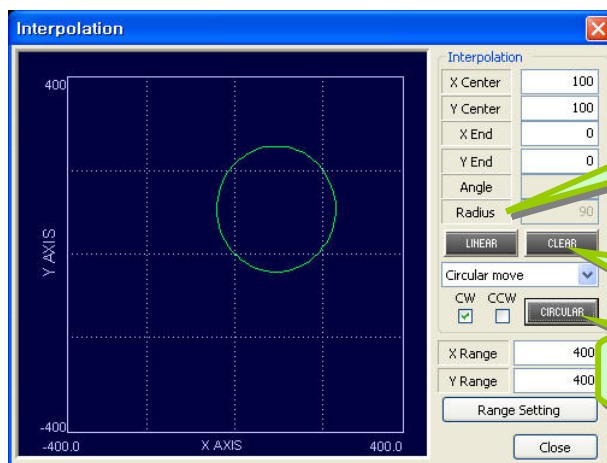 Interpolation
400
Y AXIS
-400
-400.0
X AXIS
400.0
Interpolation
X Center 100
Y Center 100
X End 0
Y End 0
Angle
Radius 90
LINEAR CLEAR
Circular move
CW CCW
CIRCULAR
X Range 400
Y Range 400
Range Setting
Close